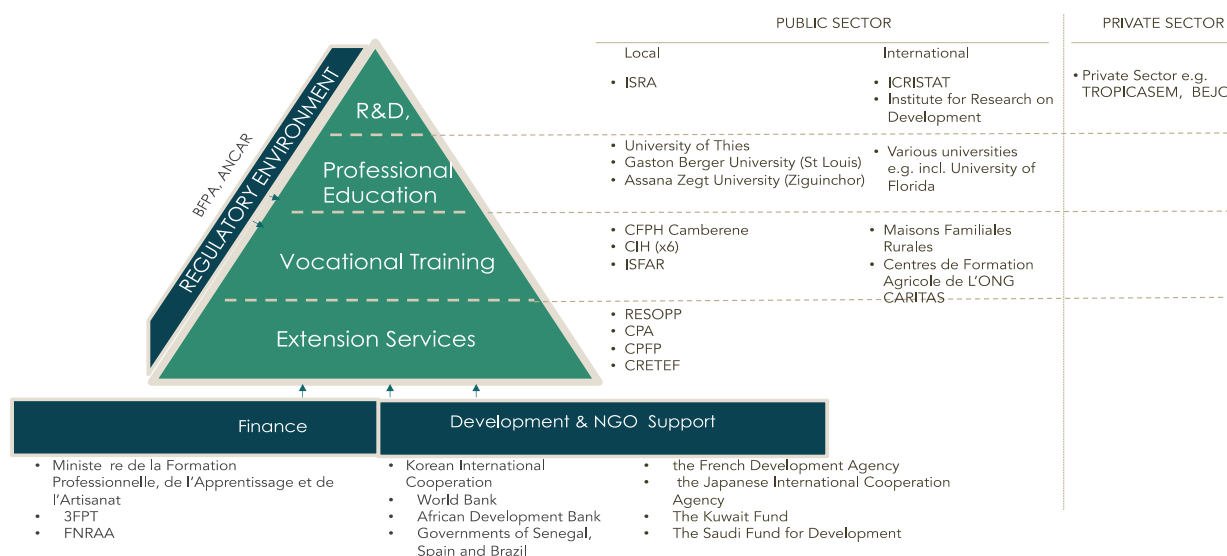 PUBLIC SECTOR
PRIVATE SECTOR
Local
International
• ISRA
• ICRISTAT
• Institute for Research on
Development
• Private Sector e.g.
TROPICASEM, BEJO
R&D,
BFPA, ANCAR
REGULATORY ENVIRONMENT
Professional
Education
• University of Thies
• Gaston Berger University (St Louis)
• Assana Zegt University (Ziguinchor)
• Various universities
e.g. incl. University of
Florida
Vocational Training
• CFPH Camberene
• CIH (x6)
• ISFAR
• Maisons Familiales
Rurales
• Centres de Formation
Agricole de L'ONG
CARITAS
Extension Services
• RESOPP
• CPA
• CPFP
• CRETEF
Finance
Development & NGO Support
• Ministe re de la Formation
Professionnelle, de l'Apprentissage et de
l'Artisanat
• 3FPT
• FNRAA
• Korean International
Cooperation
• World Bank
• African Development Bank
• Governments of Senegal,
Spain and Brazil
• the French Development Agency
• the Japanese International Cooperation
Agency
• The Kuwait Fund
• The Saudi Fund for Development